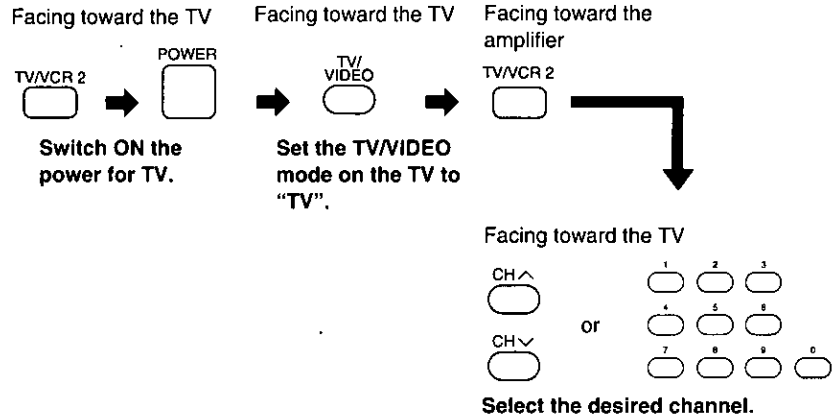 Facing toward the TV
Facing toward the TV
Facing toward the
amplifier
TV/VCR 2
POWER
TV/
VIDEO
TV/VCR 2
Switch ON the
power for TV.
Set the TV/VIDEO
mode on the TV to
“TV”.
Facing toward the TV
CH ∧
CH ∨
or
1 2 3
4 5 6
7 8 9 0
Select the desired channel.